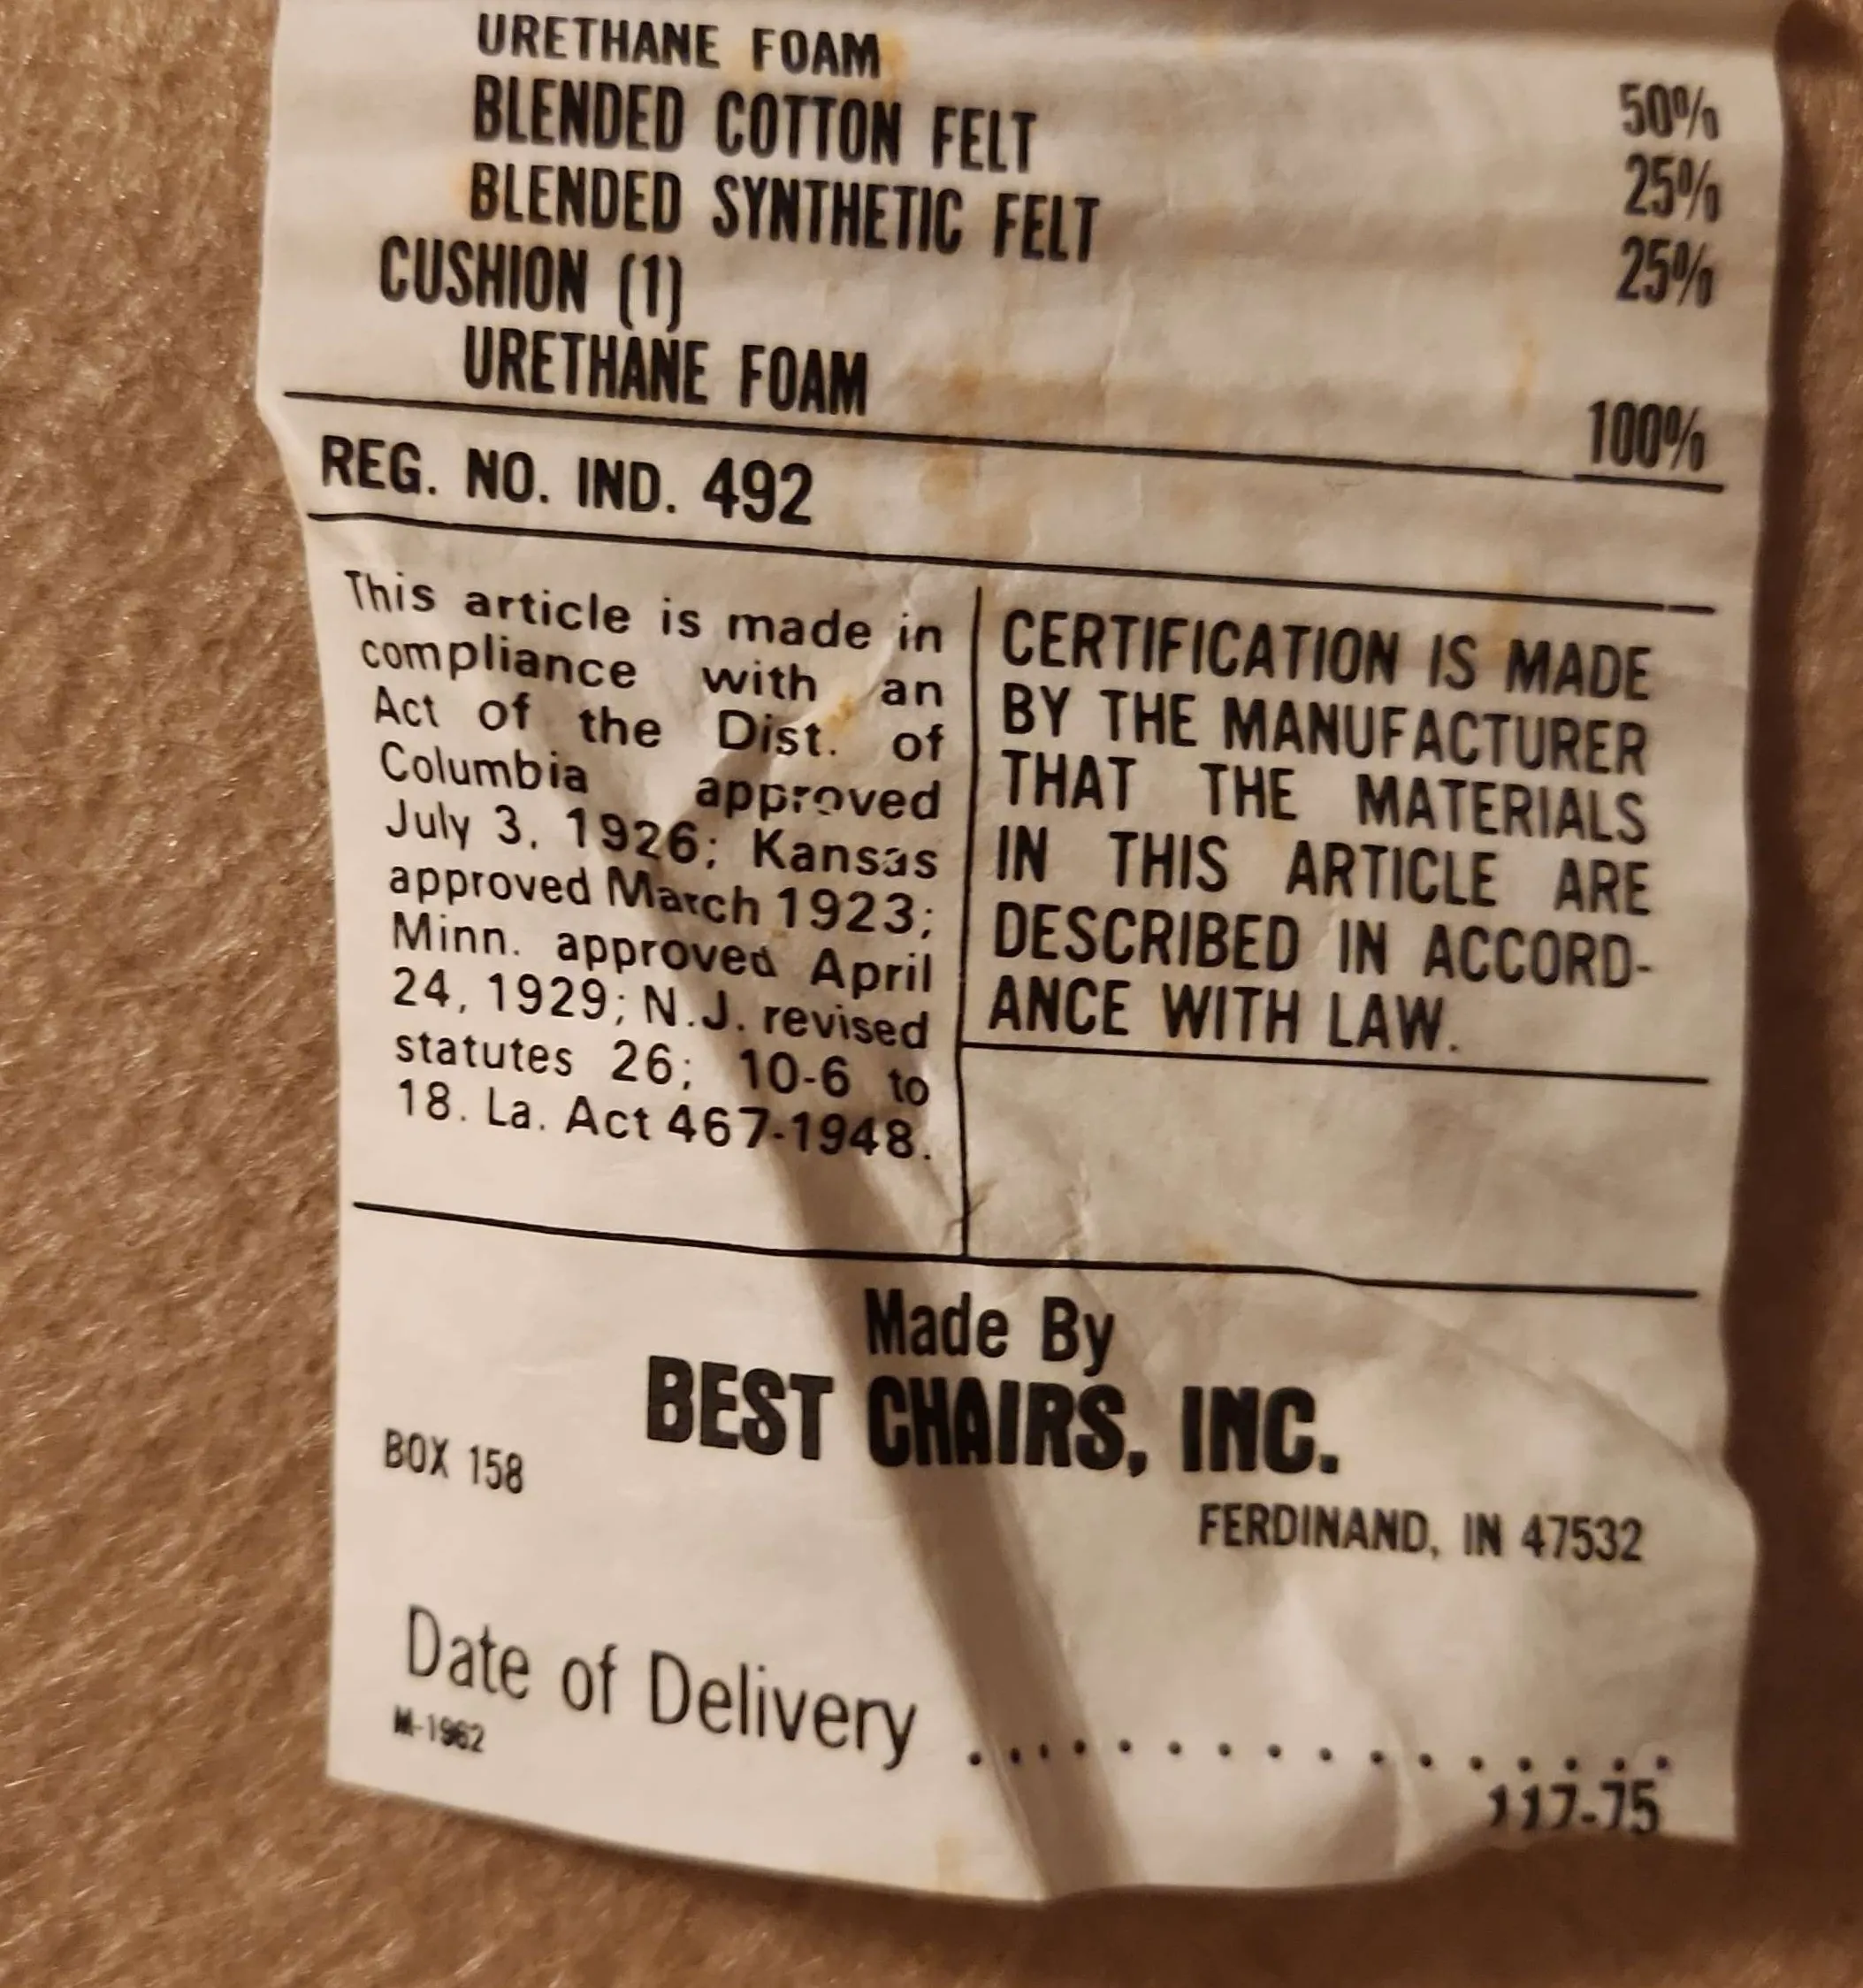 URETHANE FOAM 50%
BLENDED COTTON FELT 25%
BLENDED SYNTHETIC FELT 25%
CUSHION (1)
URETHANE FOAM 100%
REG. NO. IND. 492
This article is made in
compliance with an
Act of the Dist. of
Columbia approved
July 3, 1926; Kansas
approved March 1923;
Minn. approved April
24, 1929; N.J. revised
statutes 26; 10-6 to
18. La. Act 467-1948.
CERTIFICATION IS MADE
BY THE MANUFACTURER
THAT THE MATERIALS
IN THIS ARTICLE ARE
DESCRIBED IN ACCORD-
ANCE WITH LAW.
Made By
BEST CHAIRS, INC.
BOX 158
FERDINAND, IN 47532
Date of Delivery ....................
M-1962
117-75